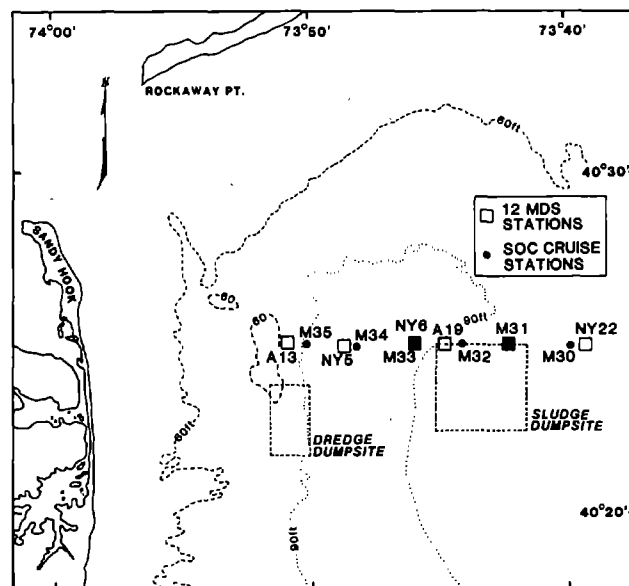 74°00'
73°50'
73°40'
N
ROCKAWAY PT.
60ft
40°30'
12 MDS
STATIONS
SOC CRUISE
STATIONS
SANDY HOOK
60
60
90ft
A13
M35
NY5
M34
NY6
M33
A19
M32
M31
M30
NY22
60ft
DREDGE
DUMPSITE
SLUDGE
DUMPSITE
90ft
40°20'